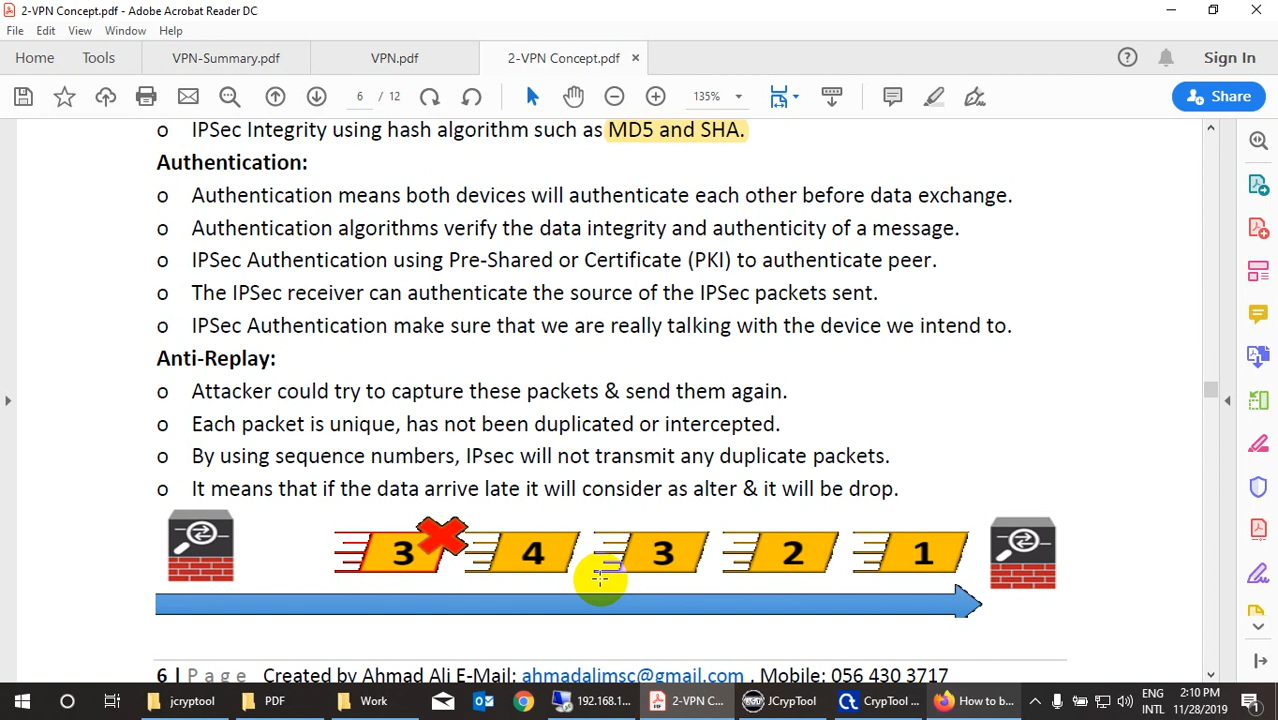 2-VPN Concept.pdf - Adobe Acrobat Reader DC
File Edit View Window Help
Home Tools VPN-Summary.pdf VPN.pdf 2-VPN Concept.pdf × Sign In
6 / 12 135% Share
o IPSec Integrity using hash algorithm such as MD5 and SHA.
Authentication:
o Authentication means both devices will authenticate each other before data exchange.
o Authentication algorithms verify the data integrity and authenticity of a message.
o IPSec Authentication using Pre-Shared or Certificate (PKI) to authenticate peer.
o The IPSec receiver can authenticate the source of the IPSec packets sent.
o IPSec Authentication make sure that we are really talking with the device we intend to.
Anti-Replay:
o Attacker could try to capture these packets & send them again.
o Each packet is unique, has not been duplicated or intercepted.
o By using sequence numbers, IPsec will not transmit any duplicate packets.
o It means that if the data arrive late it will consider as alter & it will be drop.
3 4 3 2 1
6 | Page Created by Ahmad Ali E-Mail: ahmadalimsc@gmail.com , Mobile: 056 430 3717
jcryptool PDF Work 192.168.1... 2-VPN C... JCrypTool CrypTool ... How to b... ENG 2:10 PM
INTL 11/28/2019